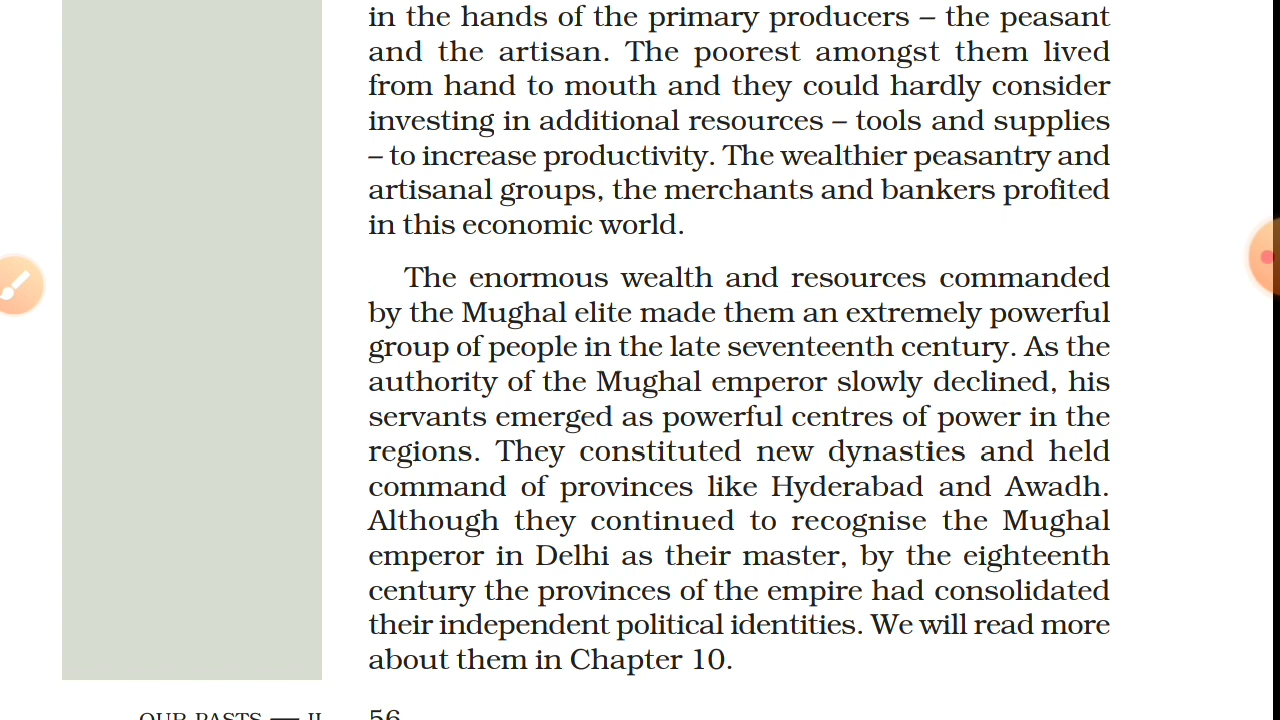 in the hands of the primary producers – the peasant
and the artisan. The poorest amongst them lived
from hand to mouth and they could hardly consider
investing in additional resources – tools and supplies
– to increase productivity. The wealthier peasantry and
artisanal groups, the merchants and bankers profited
in this economic world.
The enormous wealth and resources commanded
by the Mughal elite made them an extremely powerful
group of people in the late seventeenth century. As the
authority of the Mughal emperor slowly declined, his
servants emerged as powerful centres of power in the
regions. They constituted new dynasties and held
command of provinces like Hyderabad and Awadh.
Although they continued to recognise the Mughal
emperor in Delhi as their master, by the eighteenth
century the provinces of the empire had consolidated
their independent political identities. We will read more
about them in Chapter 10.
OUR PASTS — II 56